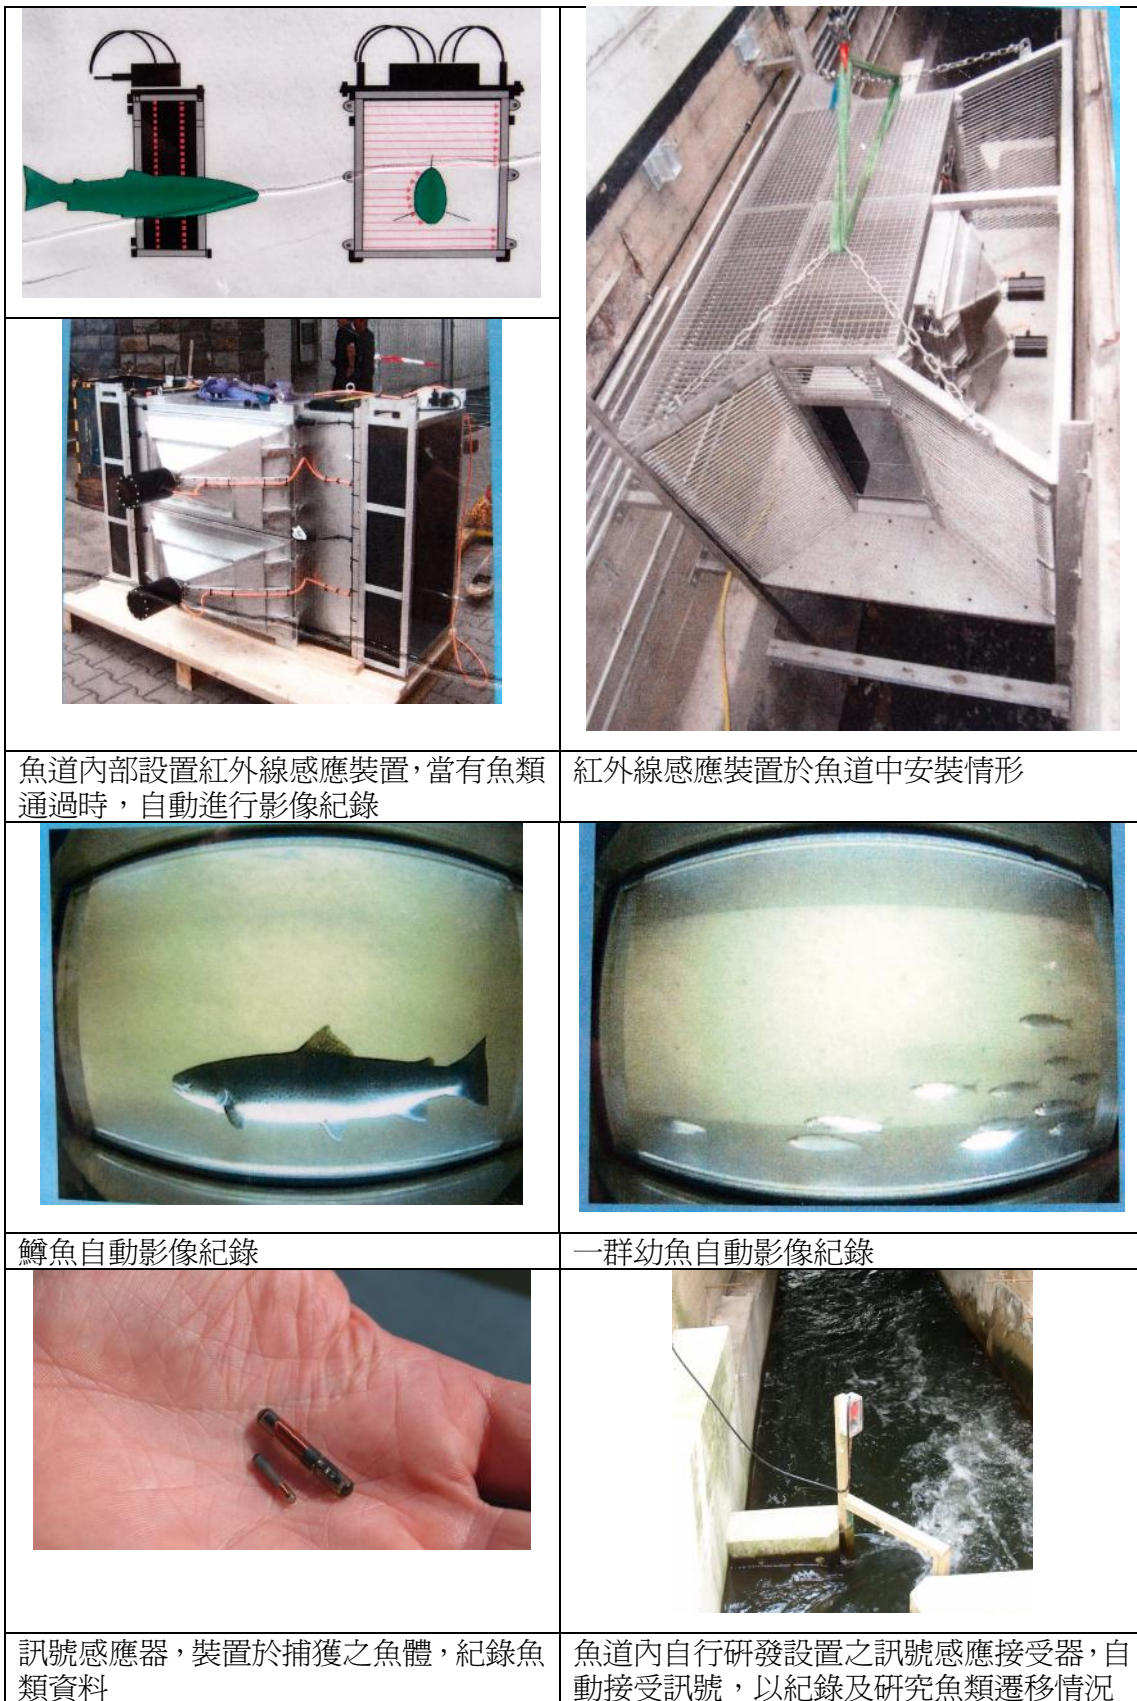 魚道內部設置紅外線感應裝置,當有魚類
通過時，自動進行影像紀錄
紅外線感應裝置於魚道中安裝情形
鱒魚自動影像紀錄
一群幼魚自動影像紀錄
訊號感應器，裝置於捕獲之魚體，紀錄魚
類資料
魚道內自行研發設置之訊號感應接受器,自
動接受訊號，以紀錄及研究魚類遷移情況